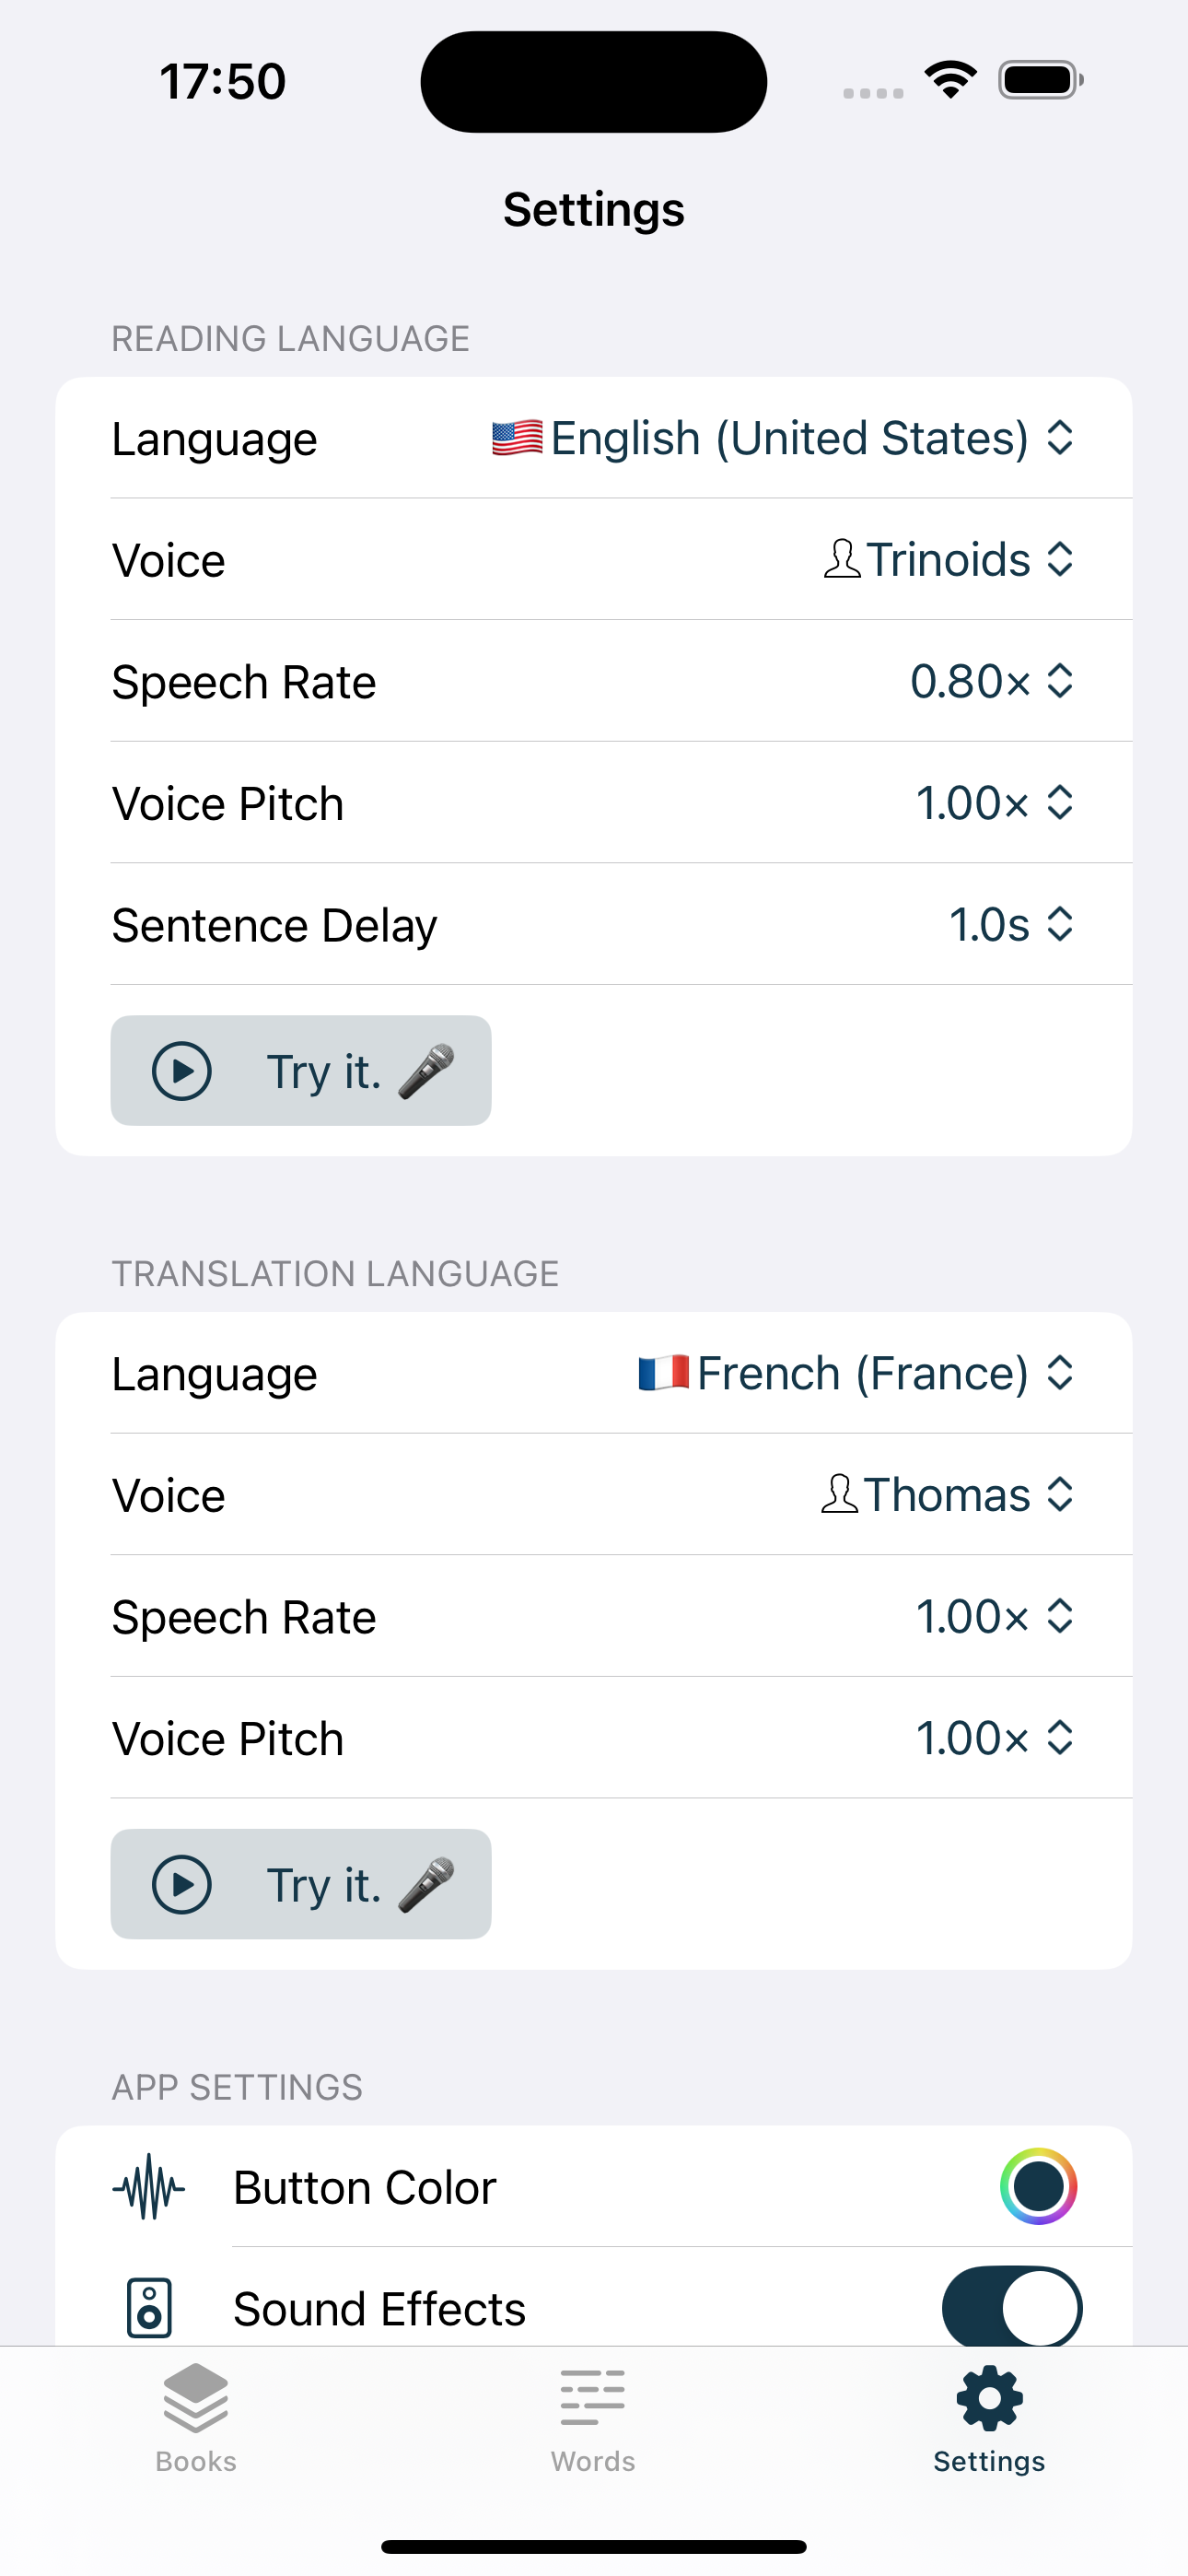 17:50
Settings
READING LANGUAGE
Language English (United States)
Voice Trinoids
Speech Rate 0.80×
Voice Pitch 1.00×
Sentence Delay 1.0s
Try it.
TRANSLATION LANGUAGE
Language French (France)
Voice Thomas
Speech Rate 1.00×
Voice Pitch 1.00×
Try it.
APP SETTINGS
Button Color
Sound Effects
Books Words Settings